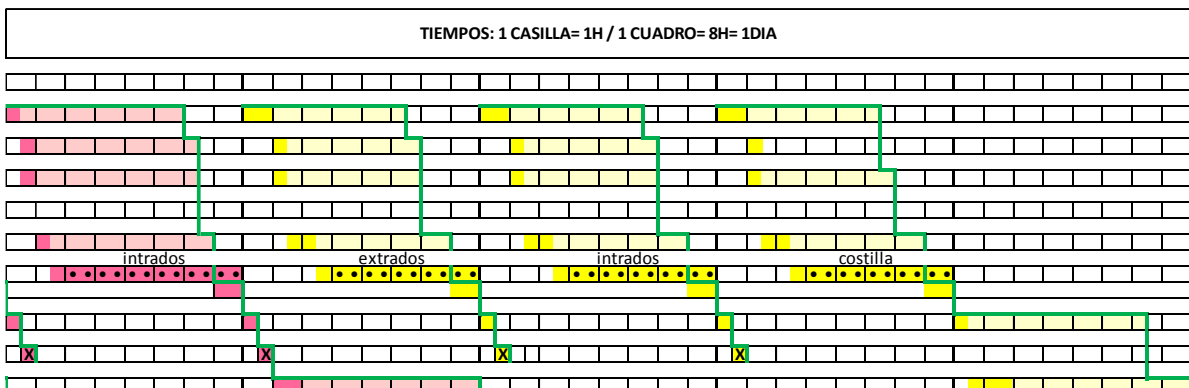 TIEMPOS: 1 CASILLA= 1H / 1 CUADRO= 8H= 1DIA
intrados extrados intrados costilla
X X X X